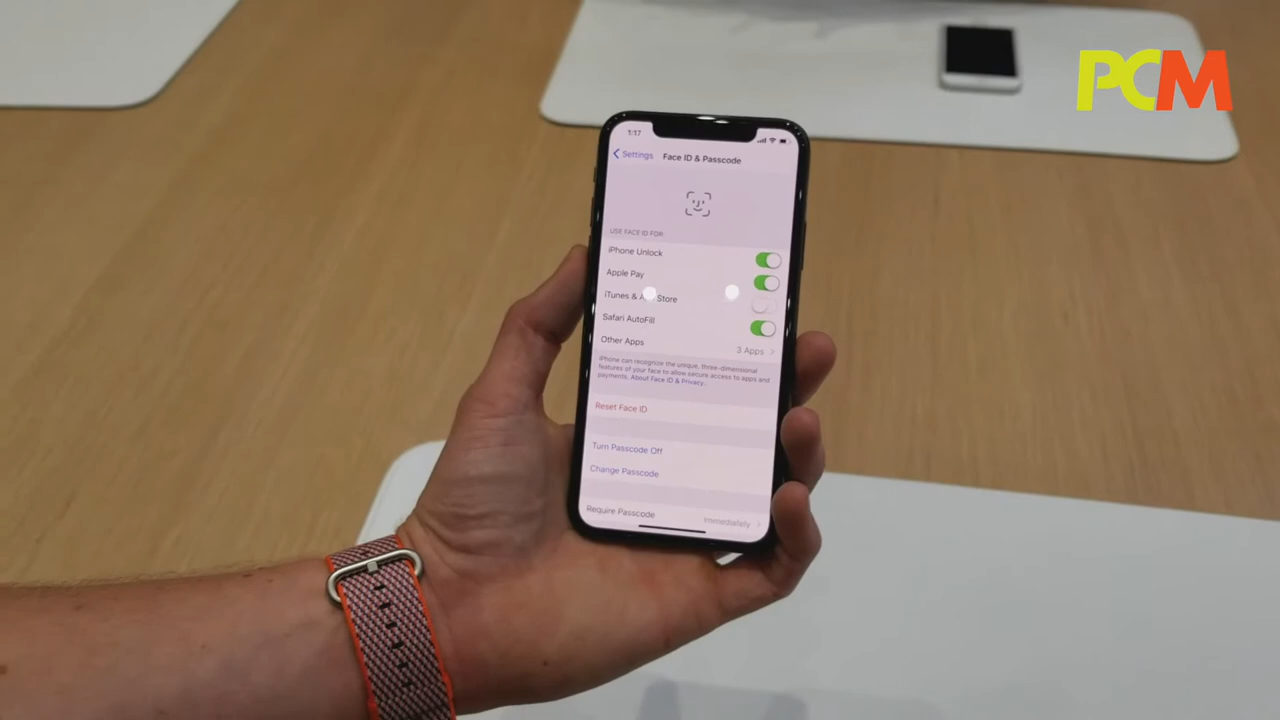 PCM
1:17
Settings Face ID & Passcode
USE FACE ID FOR:
iPhone Unlock
Apple Pay
iTunes & App Store
Safari AutoFill
Other Apps 3 Apps
iPhone can recognize the unique, three-dimensional
features of your face to allow secure access to apps and
payments. About Face ID & Privacy...
Reset Face ID
Turn Passcode Off
Change Passcode
Require Passcode Immediately